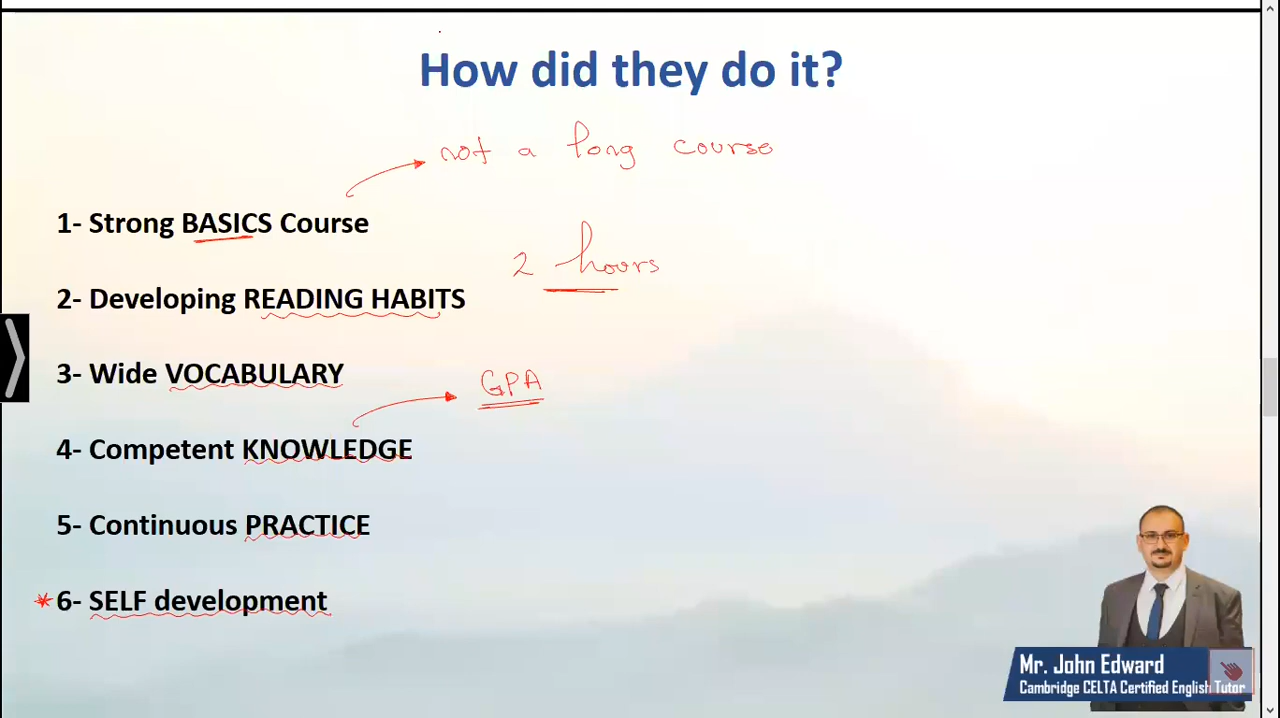 How did they do it?
not a long course
1- Strong BASICS Course
2 hours
2- Developing READING HABITS
3- Wide VOCABULARY
GPA
4- Competent KNOWLEDGE
5- Continuous PRACTICE
*6- SELF development
Mr. John Edward
Cambridge CELTA Certified English Tutor